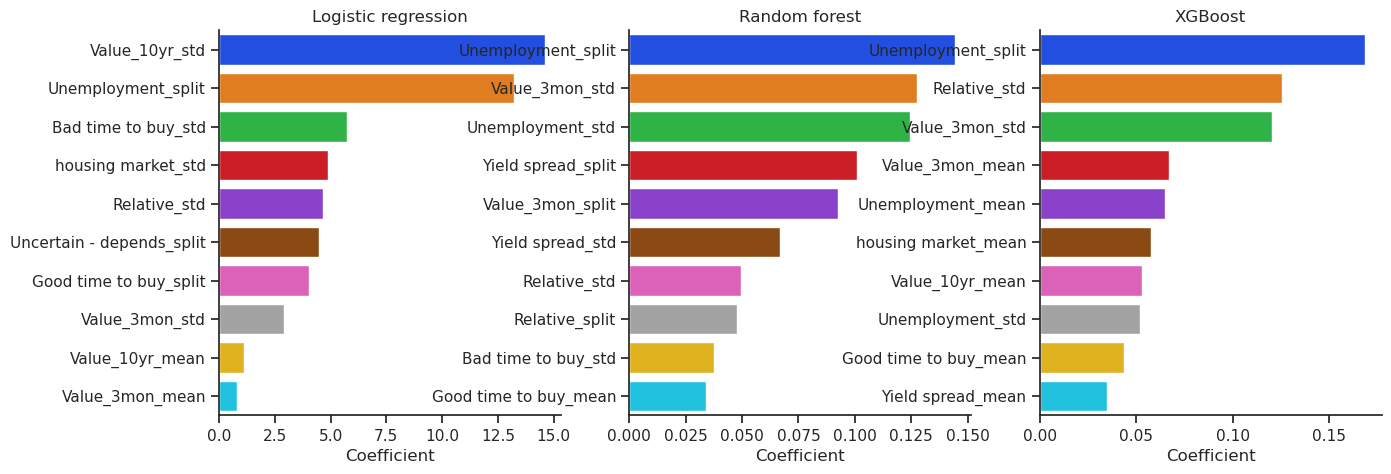 Logistic regression
Value_10yr_std
Unemployment_split
Bad time to buy_std
housing market_std
Relative_std
Uncertain - depends_split
Good time to buy_split
Value_3mon_std
Value_10yr_mean
Value_3mon_mean
0.0 2.5 5.0 7.5 10.0 12.5 15.0
Coefficient
Random forest
Unemployment_split
Value_3mon_std
Unemployment_std
Yield spread_split
Value_3mon_split
Yield spread_std
Relative_std
Relative_split
Bad time to buy_std
Good time to buy_mean
0.000 0.025 0.050 0.075 0.100 0.125 0.150
Coefficient
XGBoost
Unemployment_split
Relative_std
Value_3mon_std
Value_3mon_mean
Unemployment_mean
housing market_mean
Value_10yr_mean
Unemployment_std
Good time to buy_mean
Yield spread_mean
0.00 0.05 0.10 0.15
Coefficient